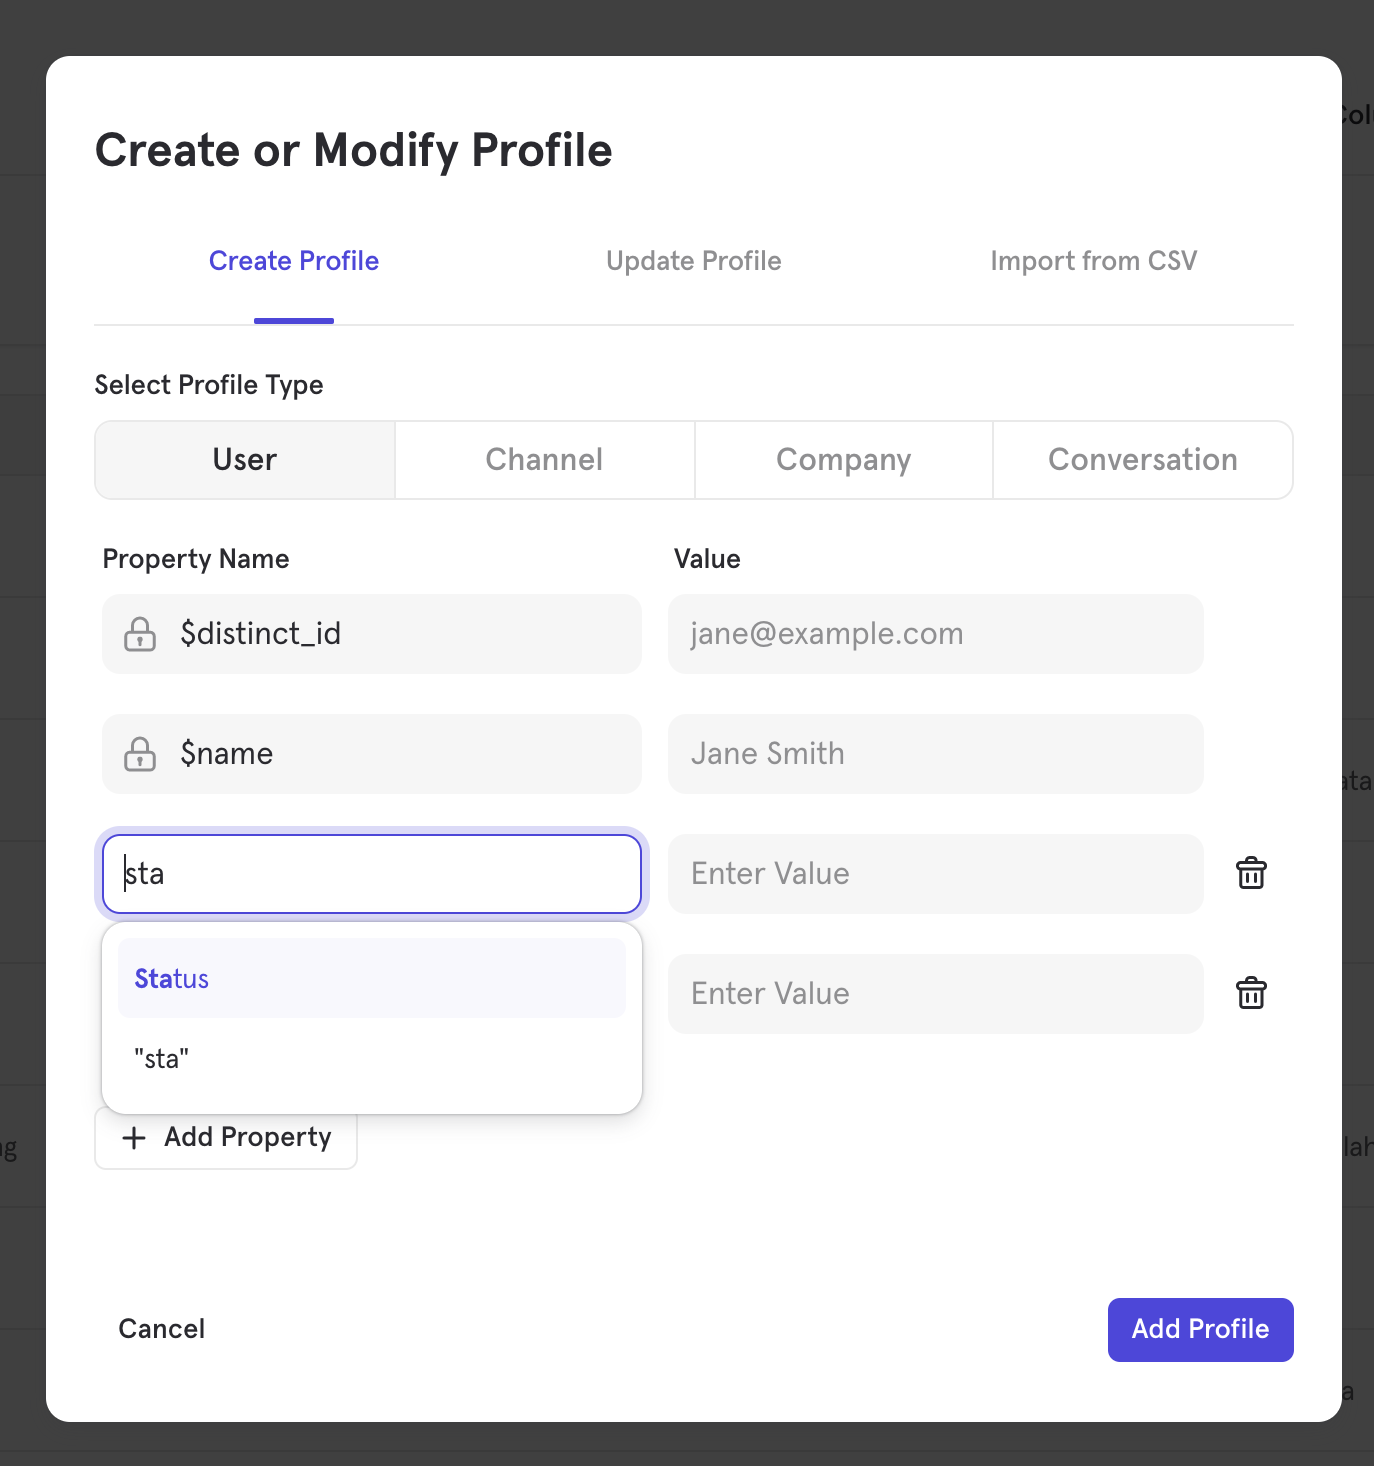 Create or Modify Profile
Create Profile Update Profile Import from CSV
Select Profile Type
User Channel Company Conversation
Property Name Value
$distinct_id jane@example.com
$name Jane Smith
sta Enter Value
Status
Enter Value
"sta"
+ Add Property
Cancel Add Profile